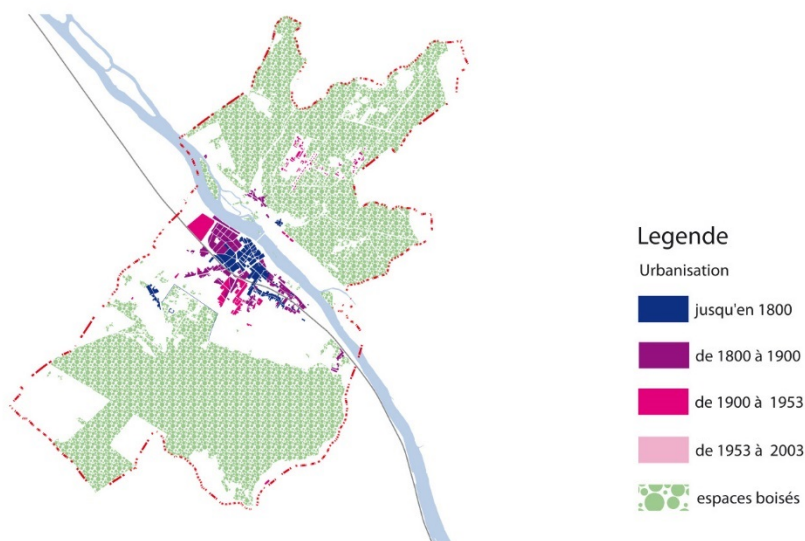 Legende
Urbanisation
jusqu'en 1800
de 1800 à 1900
de 1900 à 1953
de 1953 à 2003
espaces boisés